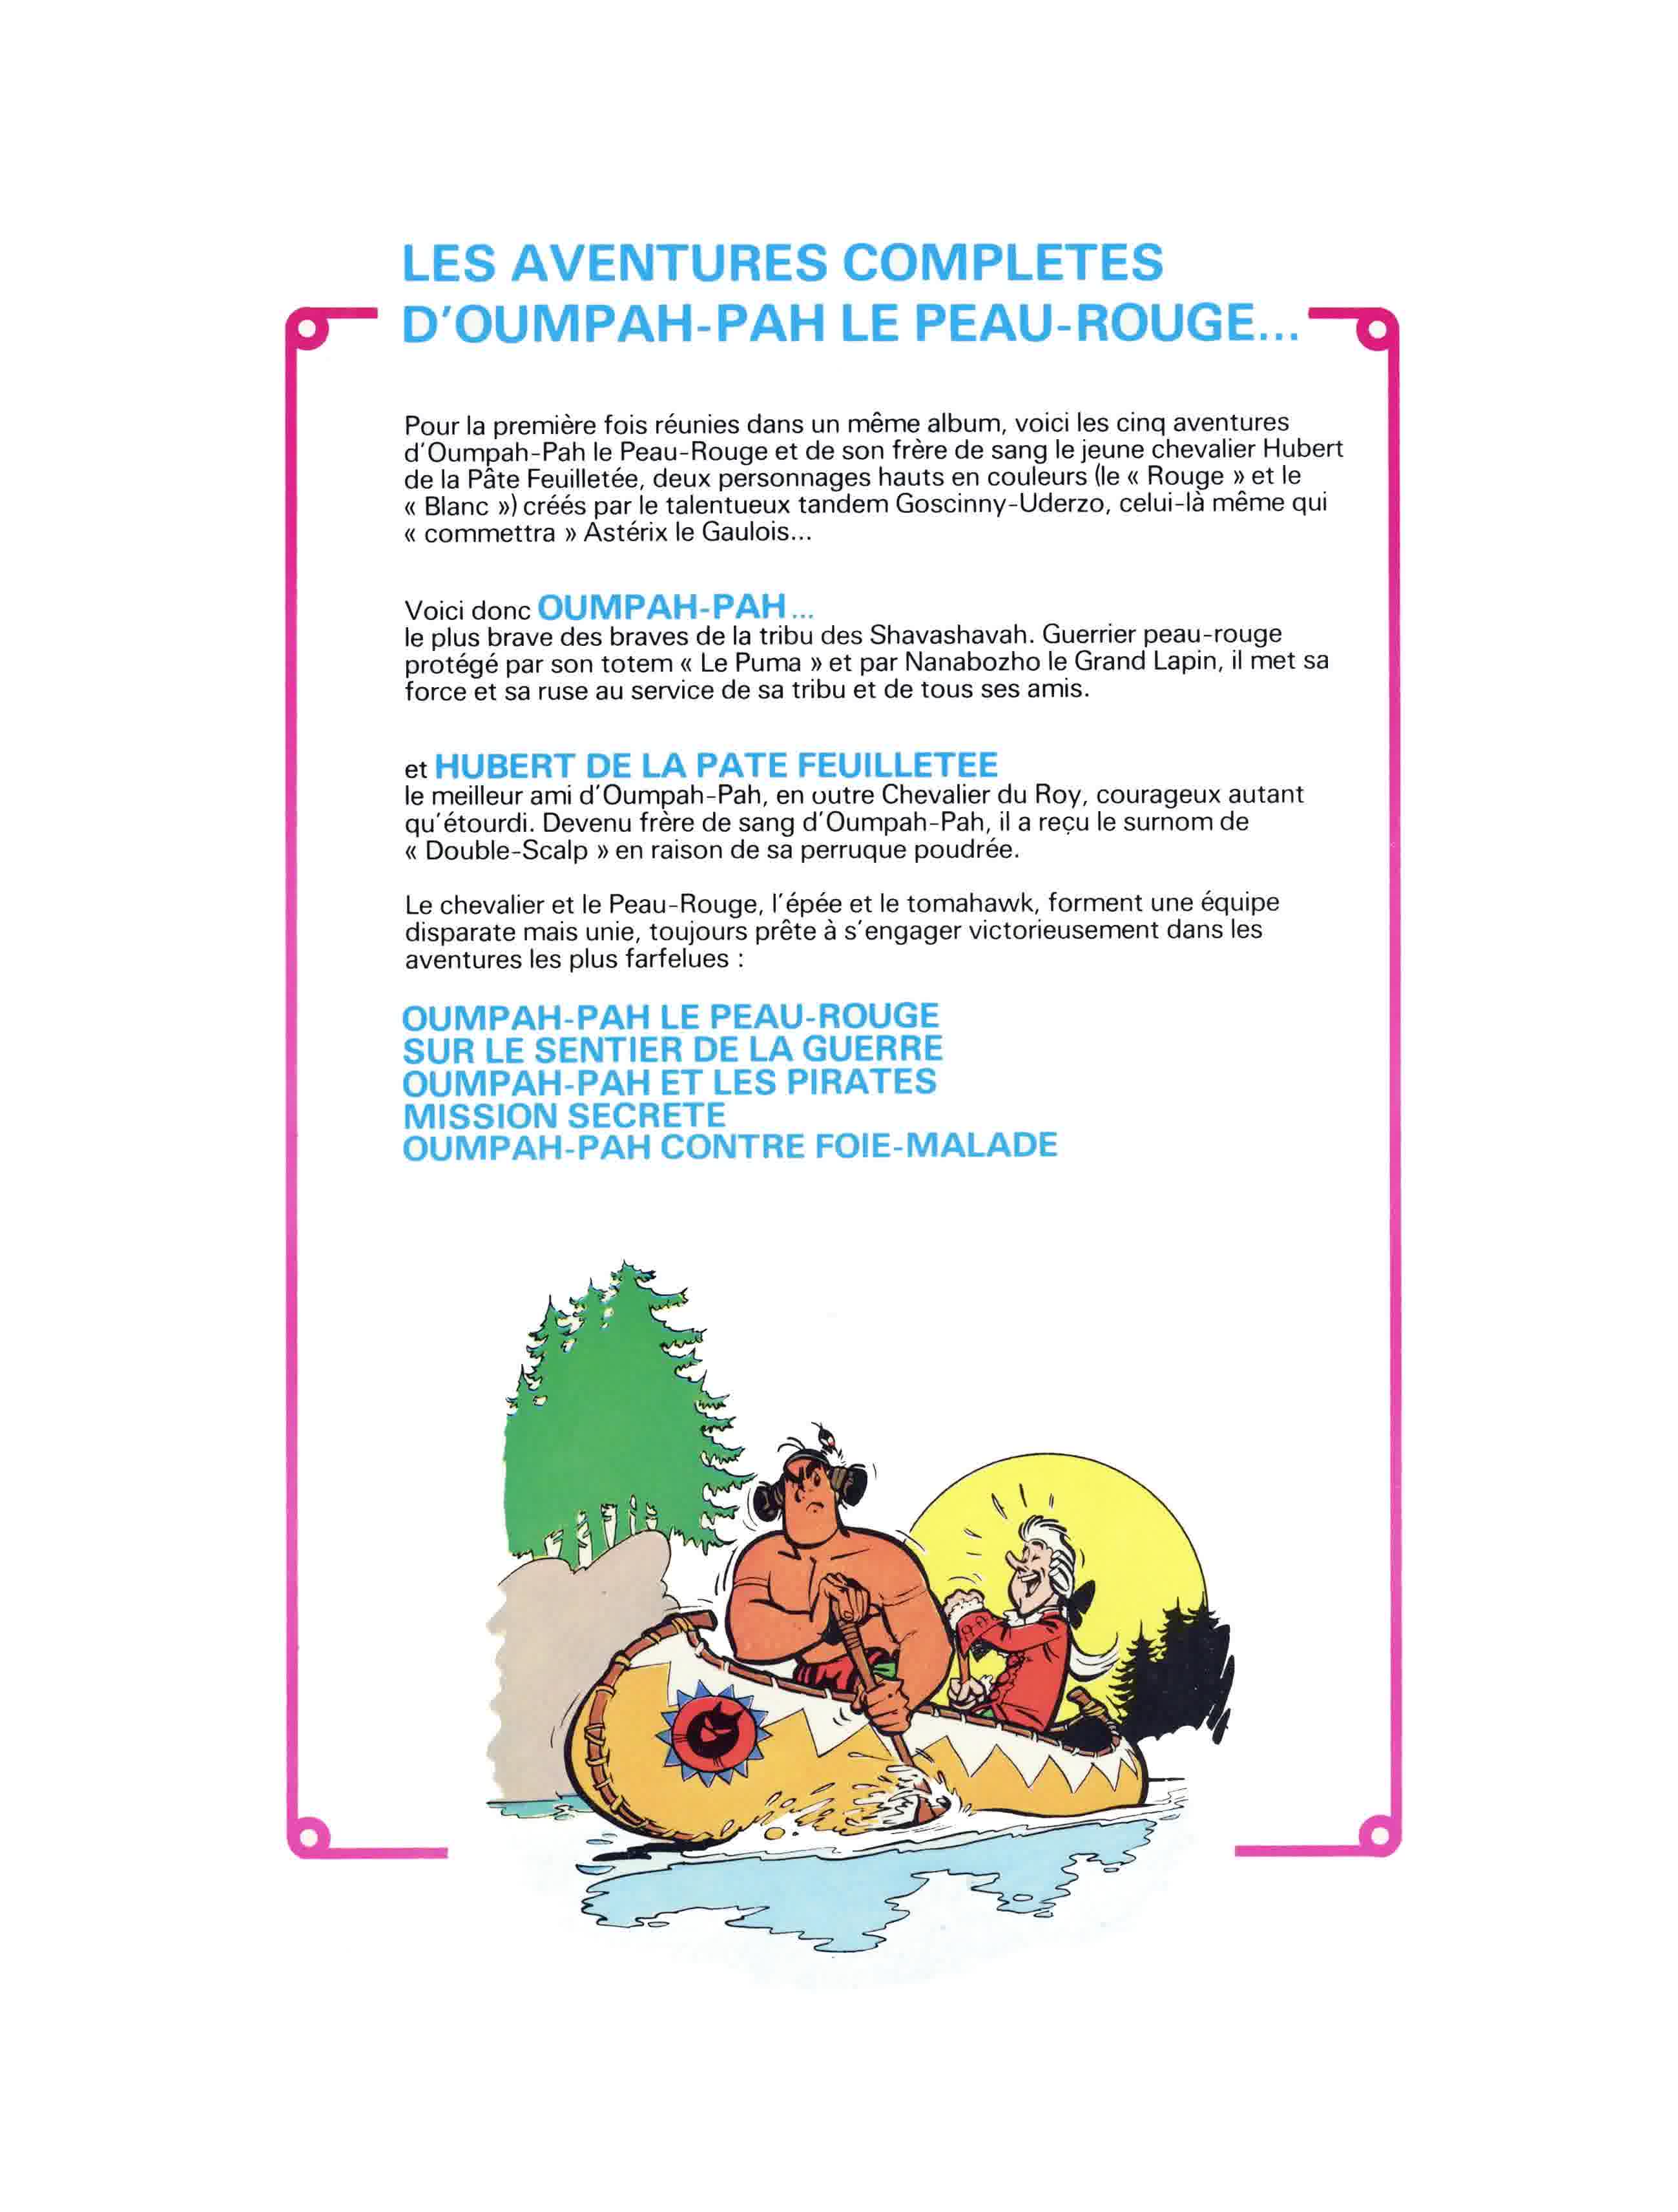 LES AVENTURES COMPLETES
D'OUMPAH-PAH LE PEAU-ROUGE...
Pour la première fois réunies dans un même album, voici les cinq aventures
d'Oumpah-Pah le Peau-Rouge et de son frère de sang le jeune chevalier Hubert
de la Pâte Feuilletée, deux personnages hauts en couleurs (le « Rouge » et le
« Blanc ») créés par le talentueux tandem Goscinny-Uderzo, celui-là même qui
« commettra » Astérix le Gaulois...
Voici donc OUMPAH-PAH...
le plus brave des braves de la tribu des Shavashavah. Guerrier peau-rouge
protégé par son totem « Le Puma » et par Nanabozho le Grand Lapin, il met sa
force et sa ruse au service de sa tribu et de tous ses amis.
et HUBERT DE LA PATE FEUILLETEE
le meilleur ami d'Oumpah-Pah, en outre Chevalier du Roy, courageux autant
qu'étourdi. Devenu frère de sang d'Oumpah-Pah, il a reçu le surnom de
« Double-Scalp » en raison de sa perruque poudrée.
Le chevalier et le Peau-Rouge, l'épée et le tomahawk, forment une équipe
disparate mais unie, toujours prête à s'engager victorieusement dans les
aventures les plus farfelues :
OUMPAH-PAH LE PEAU-ROUGE
SUR LE SENTIER DE LA GUERRE
OUMPAH-PAH ET LES PIRATES
MISSION SECRETE
OUMPAH-PAH CONTRE FOIE-MALADE